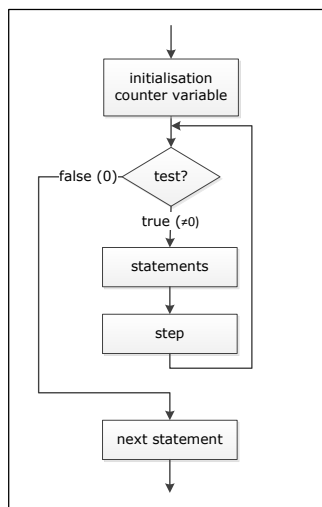 initialisation
counter variable
false (0)
test?
true (≠0)
statements
step
next statement